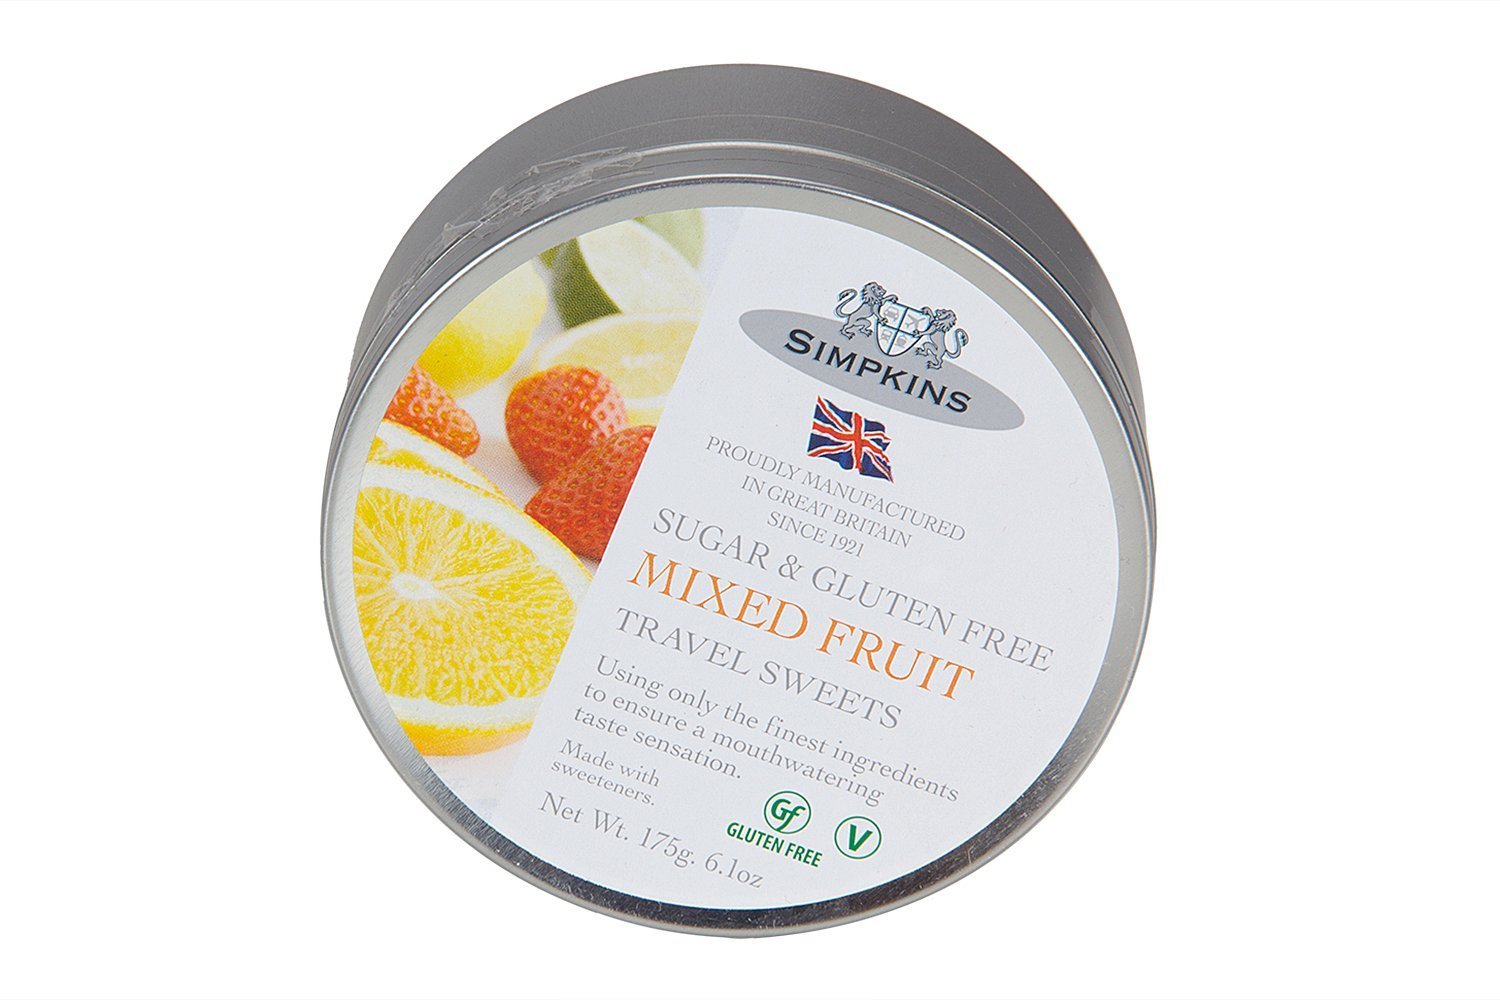 SIMPKINS
PROUDLY MANUFACTURED
IN GREAT BRITAIN
SINCE 1921
SUGAR & GLUTEN FREE
MIXED FRUIT
TRAVEL SWEETS
Using only the finest ingredients
to ensure a mouthwatering
taste sensation.
Made with
sweeteners.
Net Wt. 175g. 6.1oz
Gf
GLUTEN FREE
V